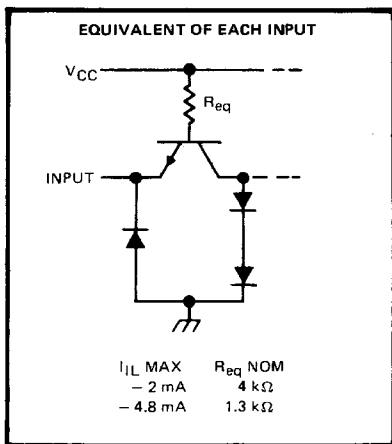 EQUIVALENT OF EACH INPUT
VCC
Req
INPUT
IIL MAX Req NOM
– 2 mA 4 kΩ
– 4.8 mA 1.3 kΩ